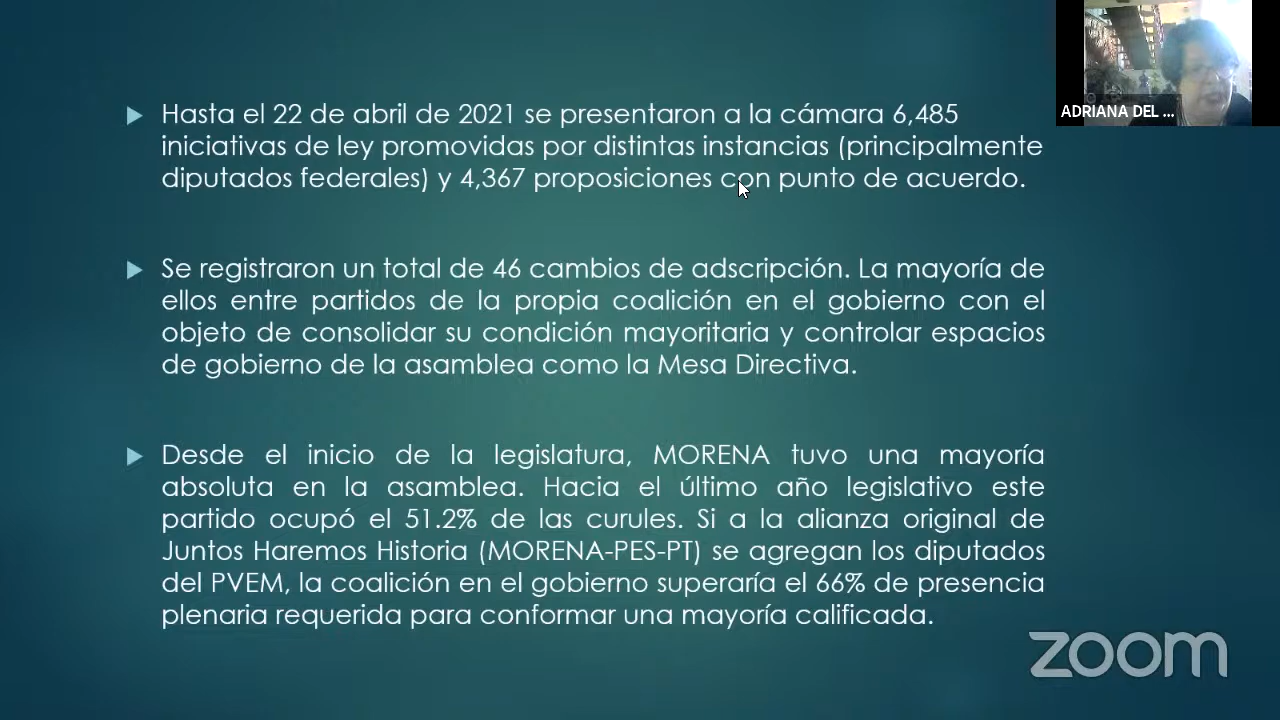 Hasta el 22 de abril de 2021 se presentaron a la cámara 6,485
iniciativas de ley promovidas por distintas instancias (principalmente
diputados federales) y 4,367 proposiciones con punto de acuerdo.
Se registraron un total de 46 cambios de adscripción. La mayoría de
ellos entre partidos de la propia coalición en el gobierno con el
objeto de consolidar su condición mayoritaria y controlar espacios
de gobierno de la asamblea como la Mesa Directiva.
Desde el inicio de la legislatura, MORENA tuvo una mayoría
absoluta en la asamblea. Hacia el último año legislativo este
partido ocupó el 51.2% de las curules. Si a la alianza original de
Juntos Haremos Historia (MORENA-PES-PT) se agregan los diputados
del PVEM, la coalición en el gobierno superaría el 66% de presencia
plenaria requerida para conformar una mayoría calificada.
ADRIANA DEL ...
zoom